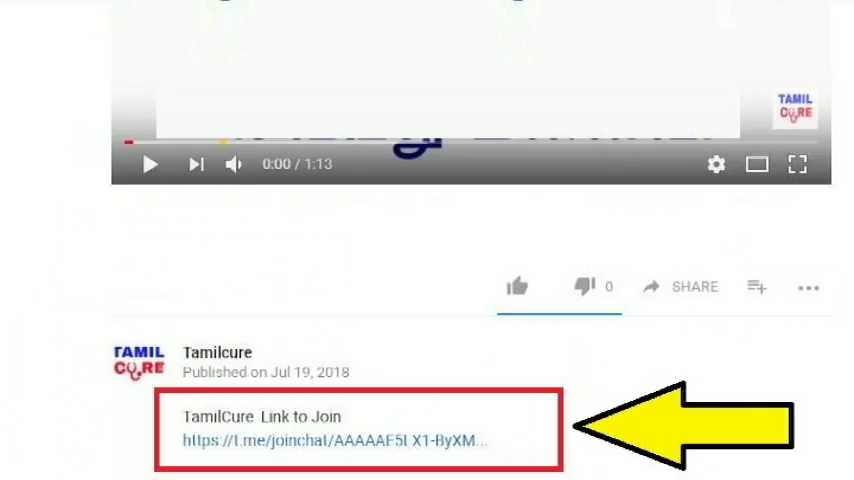 TAMIL
CURE
0:00 / 1:13
0 SHARE
TAMIL
CURE
Tamilcure
Published on Jul 19, 2018
TamilCure Link to Join
https://t.me/joinchat/AAAAAF5LX1-ByXM...